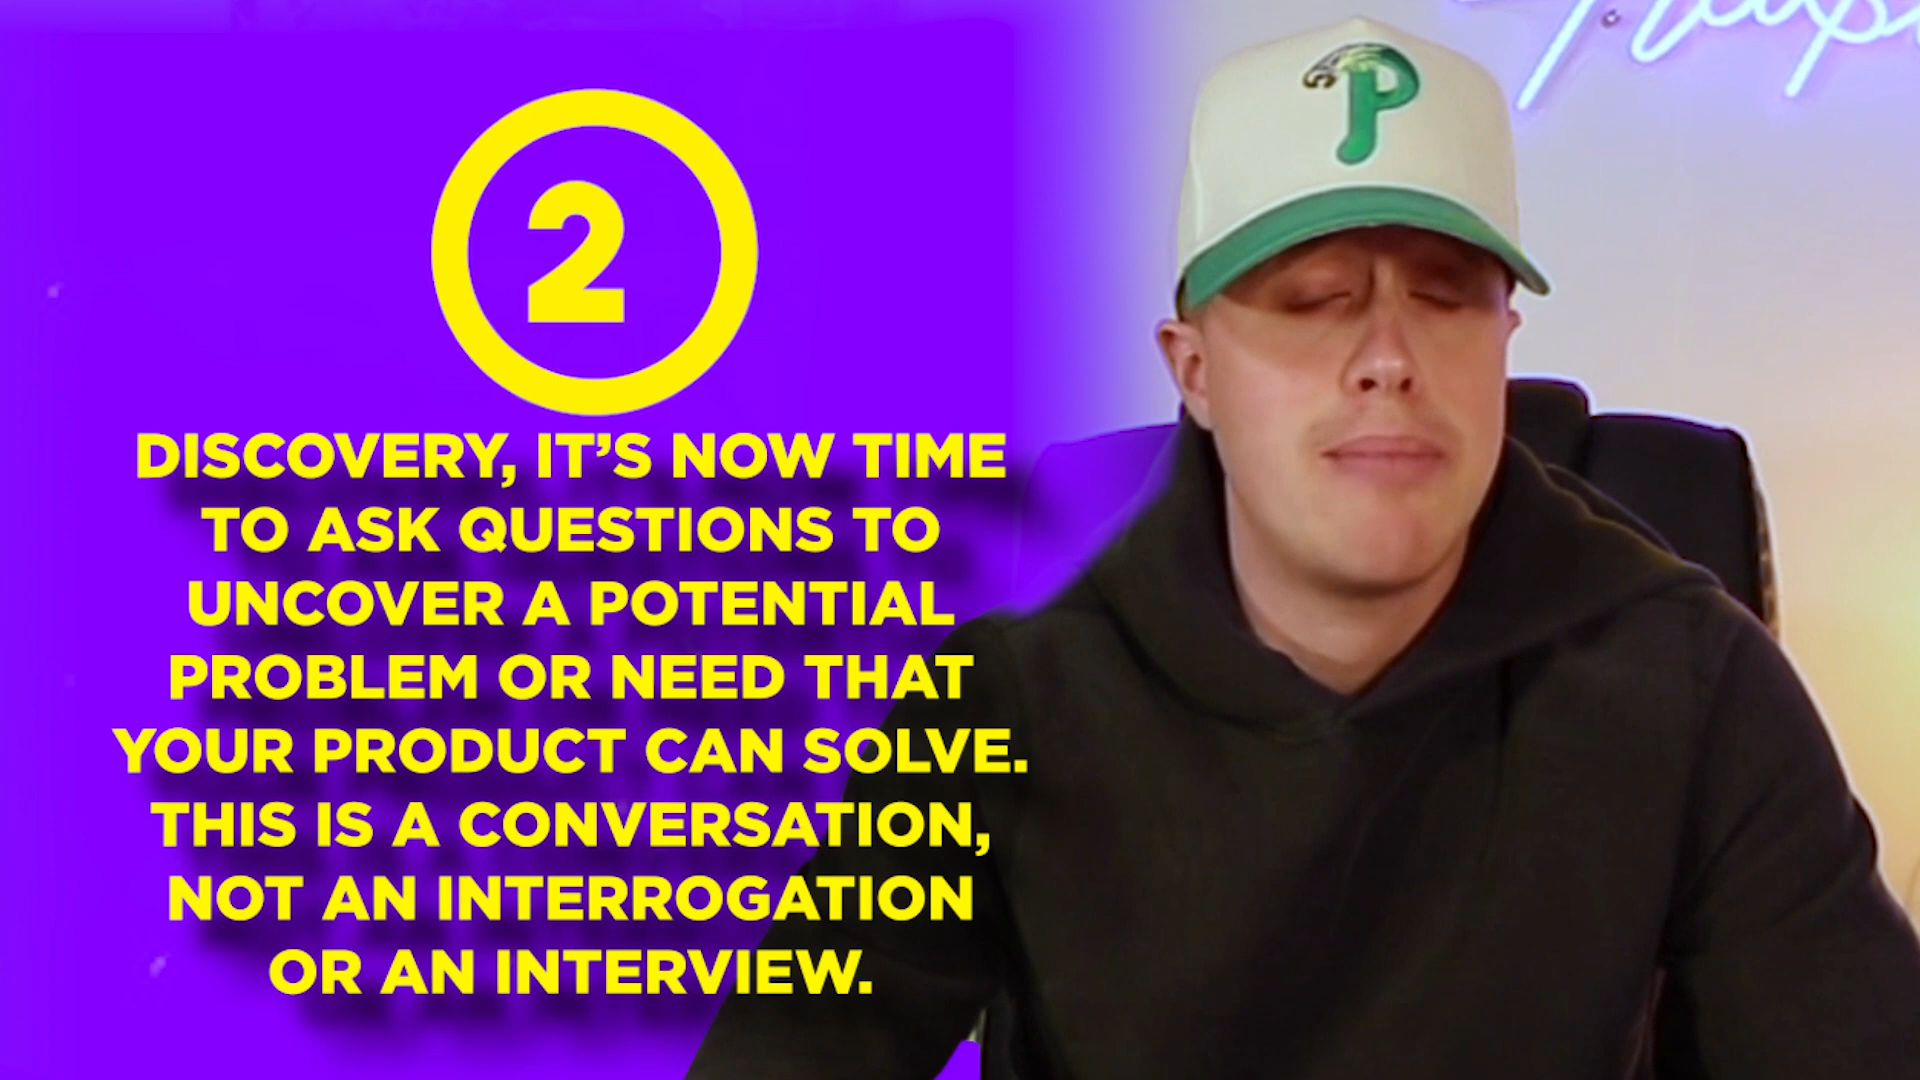 2
DISCOVERY, IT’S NOW TIME
TO ASK QUESTIONS TO
UNCOVER A POTENTIAL
PROBLEM OR NEED THAT
YOUR PRODUCT CAN SOLVE.
THIS IS A CONVERSATION,
NOT AN INTERROGATION
OR AN INTERVIEW.
P